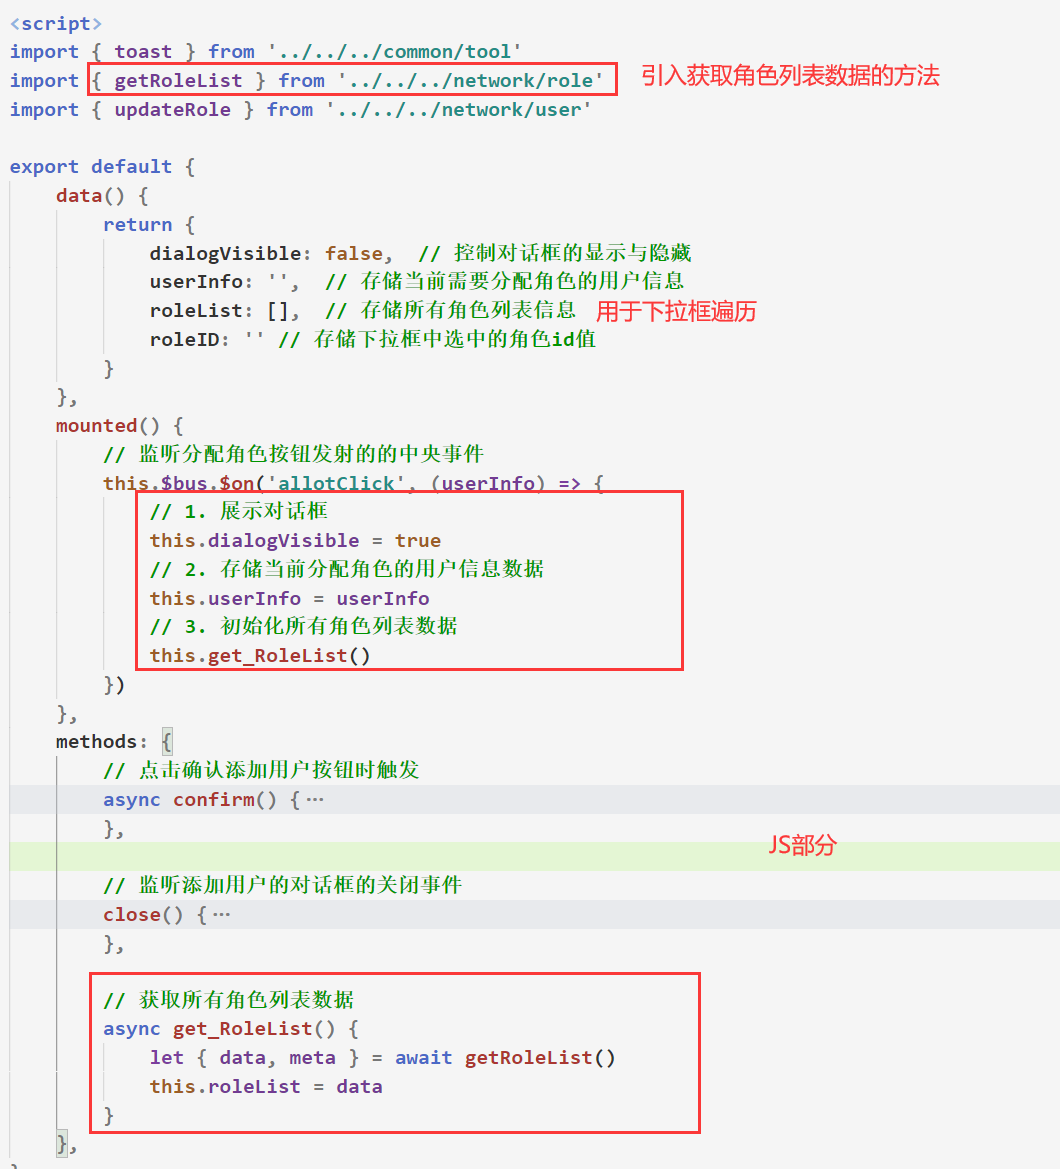 <script>
import { toast } from '../../../common/tool'
import { getRoleList } from '../../../network/role' 引入获取角色列表数据的方法
import { updateRole } from '../../../network/user'
export default {
data() {
return {
dialogVisible: false, // 控制对话框的显示与隐藏
userInfo: '', // 存储当前需要分配角色的用户信息
roleList: [], // 存储所有角色列表信息 用于下拉框遍历
roleID: '' // 存储下拉框中选中的角色id值
}
},
mounted() {
// 监听分配角色按钮发射的的中央事件
this.$bus.$on('allotClick', (userInfo) => {
// 1. 展示对话框
this.dialogVisible = true
// 2. 存储当前分配角色的用户信息数据
this.userInfo = userInfo
// 3. 初始化所有角色列表数据
this.get_RoleList()
})
},
methods: {
// 点击确认添加用户按钮时触发
async confirm() {···
},
JS部分
// 监听添加用户的对话框的关闭事件
close() {···
},
// 获取所有角色列表数据
async get_RoleList() {
let { data, meta } = await getRoleList()
this.roleList = data
}
},